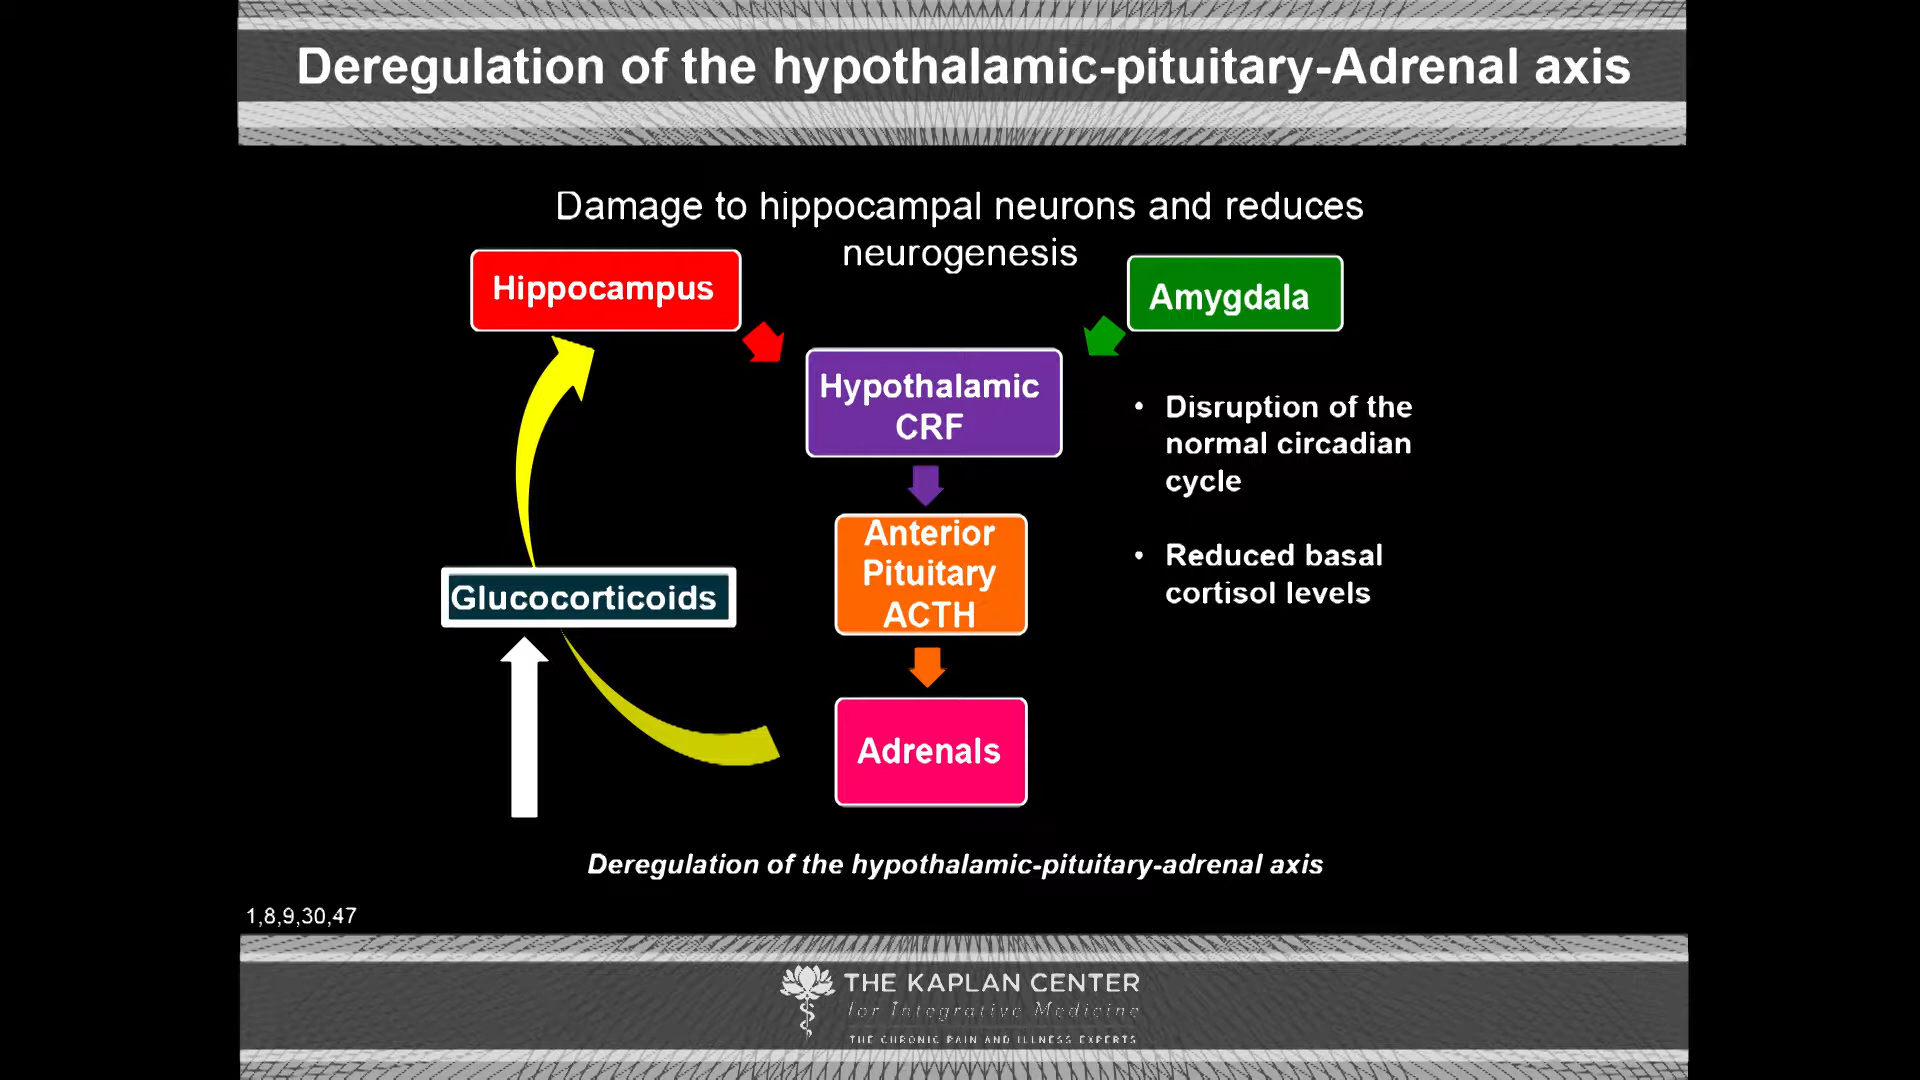 Deregulation of the hypothalamic-pituitary-Adrenal axis
Damage to hippocampal neurons and reduces
neurogenesis
Hippocampus
Amygdala
Hypothalamic
CRF
• Disruption of the
normal circadian
cycle
Anterior
Pituitary
ACTH
• Reduced basal
cortisol levels
Glucocorticoids
Adrenals
Deregulation of the hypothalamic-pituitary-adrenal axis
1,8,9,30,47
THE KAPLAN CENTER
for Integrative Medicine
THE CHRONIC PAIN AND ILLNESS EXPERTS